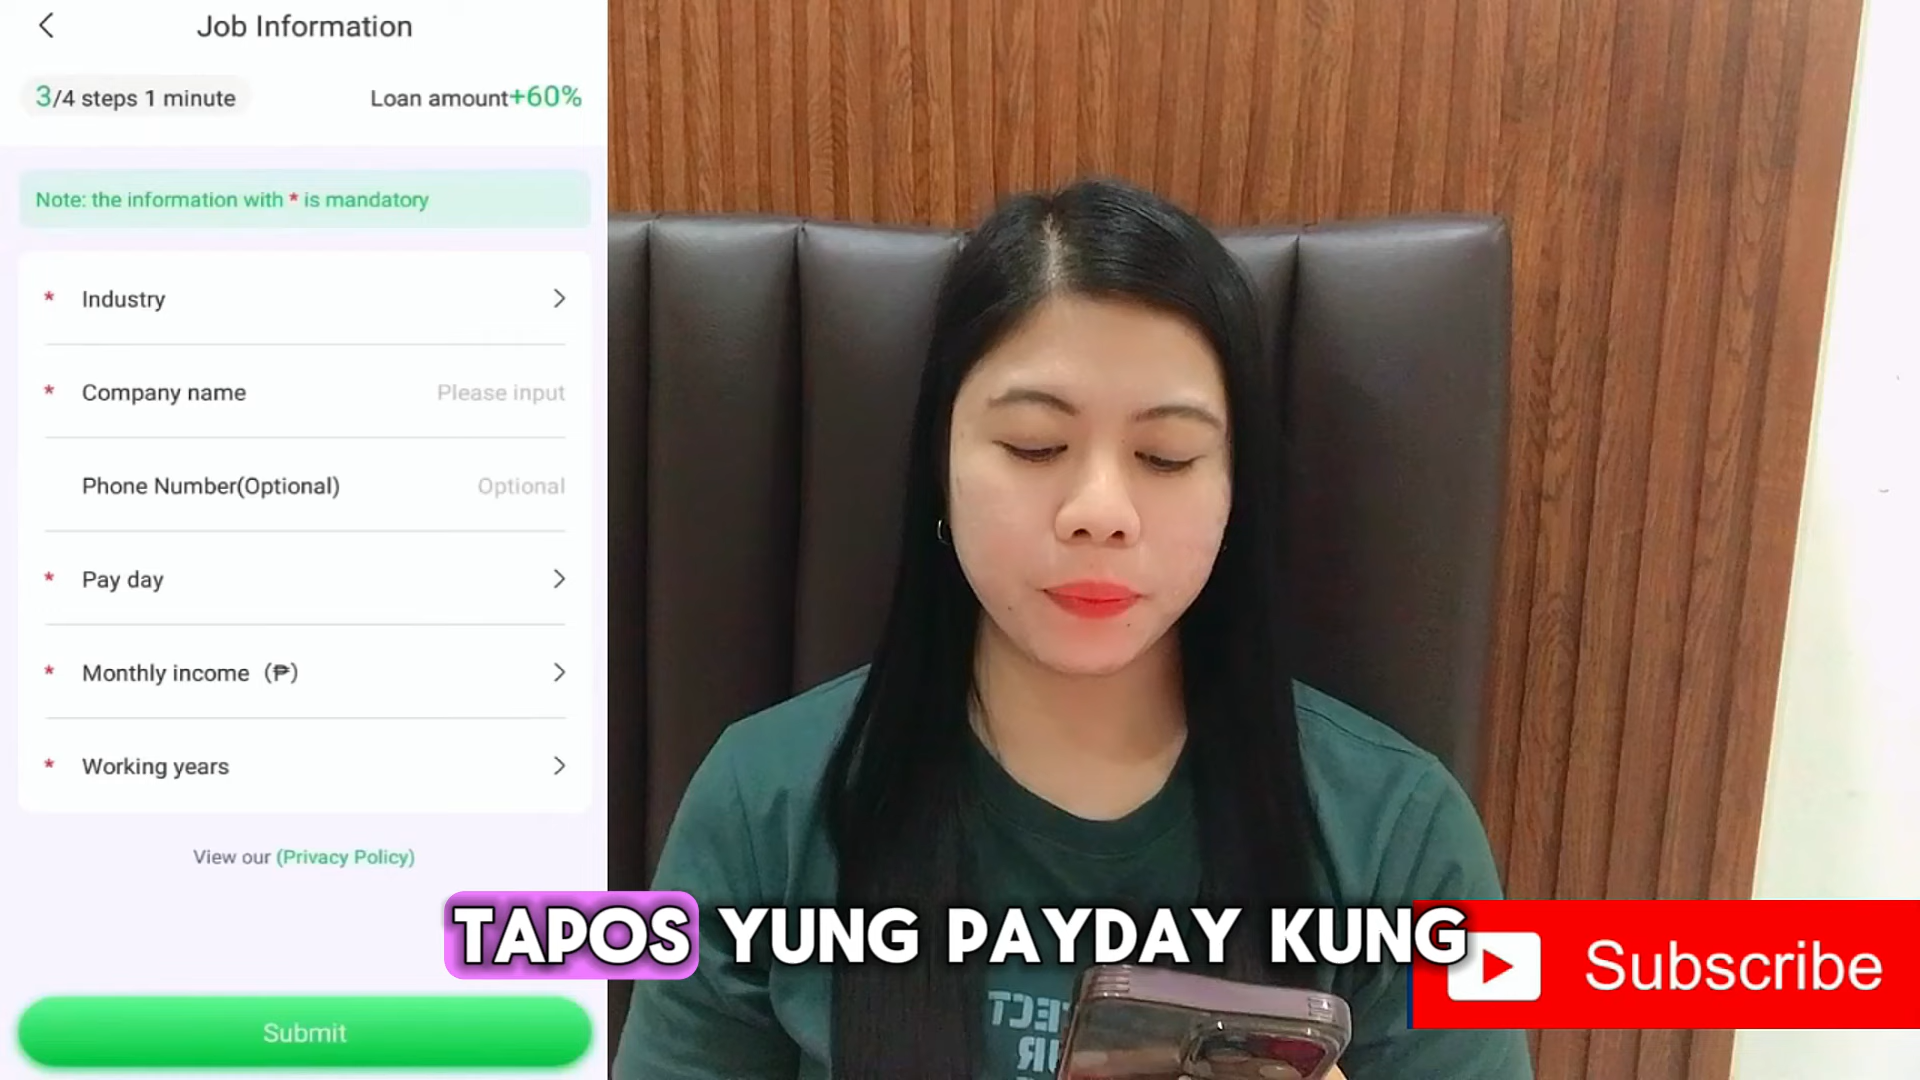 Job Information
3/4 steps 1 minute
Loan amount+60%
Note: the information with * is mandatory
* Industry
* Company name Please input
Phone Number(Optional) Optional
* Pay day
* Monthly income (₱)
* Working years
View our (Privacy Policy)
TAPOS YUNG PAYDAY KUNG
Subscribe
Submit